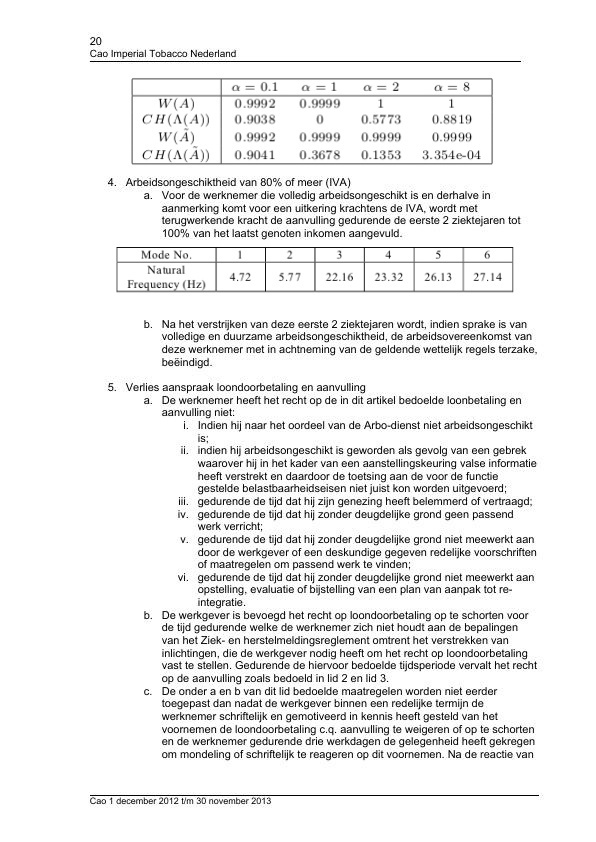 20
Cao Imperial Tobacco Nederland
α = 0.1 α = 1 α = 2 α = 8
W(A) 0.9992 0.9999 1 1
CH(Λ(A)) 0.9038 0 0.5773 0.8819
W(Ã) 0.9992 0.9999 0.9999 0.9999
CH(Λ(Ã)) 0.9041 0.3678 0.1353 3.354e-04
4. Arbeidsongeschiktheid van 80% of meer (IVA)
a. Voor de werknemer die volledig arbeidsongeschikt is en derhalve in
aanmerking komt voor een uitkering krachtens de IVA, wordt met
terugwerkende kracht de aanvulling gedurende de eerste 2 ziektejaren tot
100% van het laatst genoten inkomen aangevuld.
Mode No. 1 2 3 4 5 6
Natural
Frequency (Hz) 4.72 5.77 22.16 23.32 26.13 27.14
b. Na het verstrijken van deze eerste 2 ziektejaren wordt, indien sprake is van
volledige en duurzame arbeidsongeschiktheid, de arbeidsovereenkomst van
deze werknemer met in achtneming van de geldende wettelijk regels terzake,
beëindigd.
5. Verlies aanspraak loondoorbetaling en aanvulling
a. De werknemer heeft het recht op de in dit artikel bedoelde loonbetaling en
aanvulling niet:
i. Indien hij naar het oordeel van de Arbo-dienst niet arbeidsongeschikt
is;
ii. indien hij arbeidsongeschikt is geworden als gevolg van een gebrek
waarover hij in het kader van een aanstellingskeuring valse informatie
heeft verstrekt en daardoor de toetsing aan de voor de functie
gestelde belastbaarheidseisen niet juist kon worden uitgevoerd;
iii. gedurende de tijd dat hij zijn genezing heeft belemmerd of vertraagd;
iv. gedurende de tijd dat hij zonder deugdelijke grond geen passend
werk verricht;
v. gedurende de tijd dat hij zonder deugdelijke grond niet meewerkt aan
door de werkgever of een deskundige gegeven redelijke voorschriften
of maatregelen om passend werk te vinden;
vi. gedurende de tijd dat hij zonder deugdelijke grond niet meewerkt aan
opstelling, evaluatie of bijstelling van een plan van aanpak tot re-
integratie.
b. De werkgever is bevoegd het recht op loondoorbetaling op te schorten voor
de tijd gedurende welke de werknemer zich niet houdt aan de bepalingen
van het Ziek- en herstelmeldingsreglement omtrent het verstrekken van
inlichtingen, die de werkgever nodig heeft om het recht op loondoorbetaling
vast te stellen. Gedurende de hiervoor bedoelde tijdsperiode vervalt het recht
op de aanvulling zoals bedoeld in lid 2 en lid 3.
c. De onder a en b van dit lid bedoelde maatregelen worden niet eerder
toegepast dan nadat de werkgever binnen een redelijke termijn de
werknemer schriftelijk en gemotiveerd in kennis heeft gesteld van het
voornemen de loondoorbetaling c.q. aanvulling te weigeren of op te schorten
en de werknemer gedurende drie werkdagen de gelegenheid heeft gekregen
om mondeling of schriftelijk te reageren op dit voornemen. Na de reactie van
Cao 1 december 2012 t/m 30 november 2013